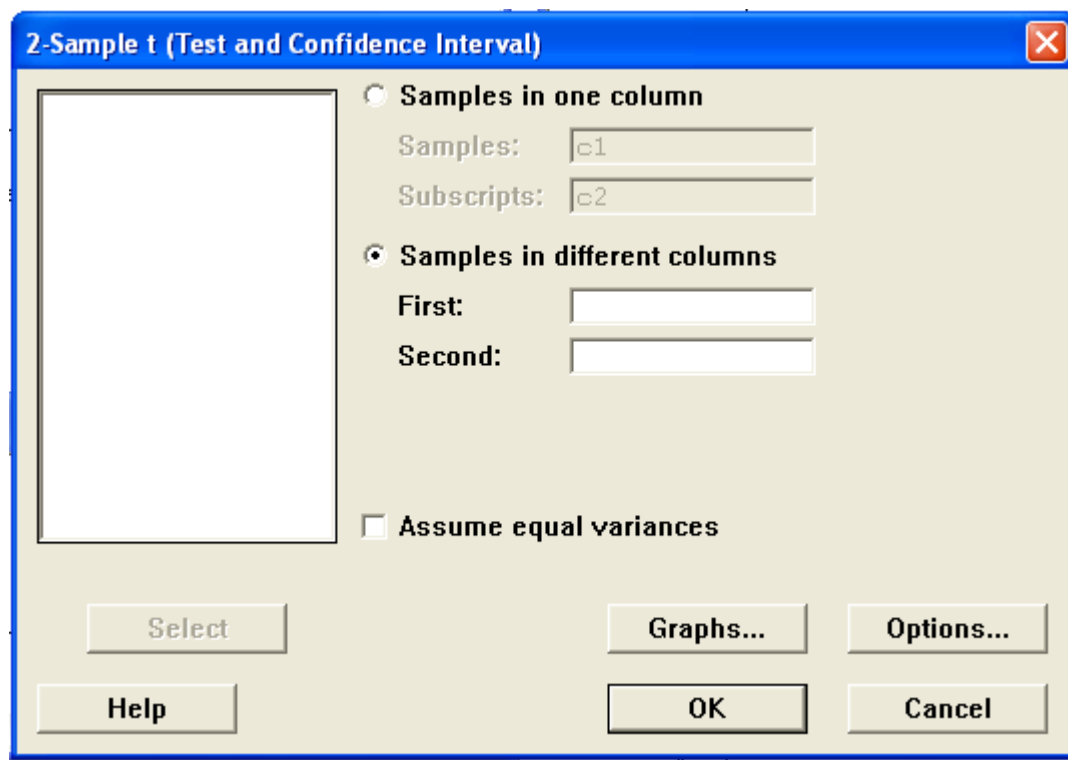 2-Sample t (Test and Confidence Interval)
Samples in one column
Samples: c1
Subscripts: c2
Samples in different columns
First:
Second:
Assume equal variances
Select
Graphs...
Options...
Help
OK
Cancel